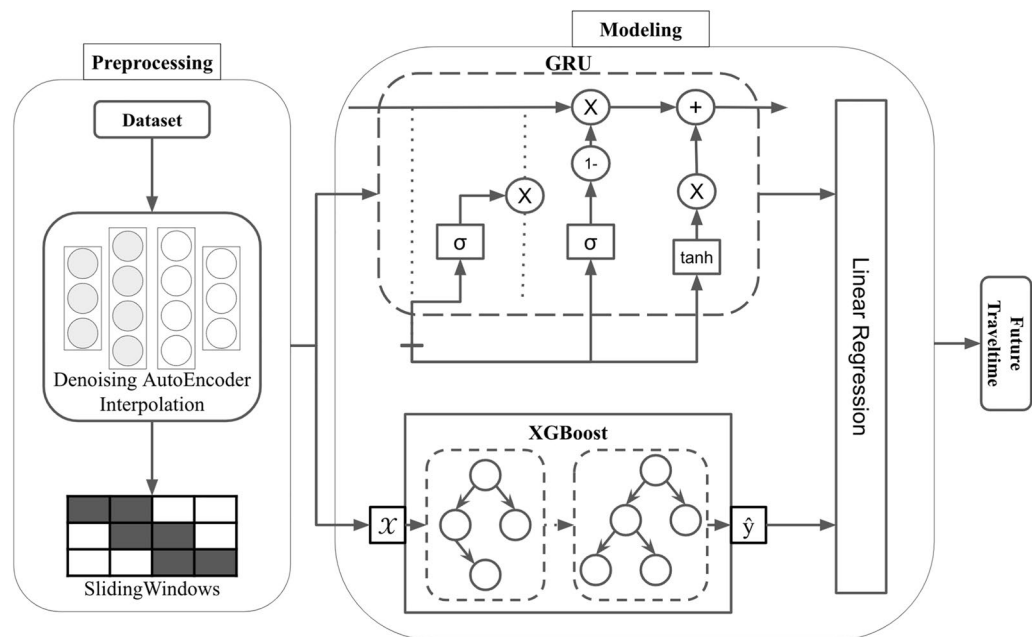 Preprocessing
Dataset
Denoising AutoEncoder
Interpolation
SlidingWindows
Modeling
GRU
X
+
1-
X
X
σ
σ
tanh
XGBoost
𝒳
ŷ
Linear Regression
Future
Traveltime